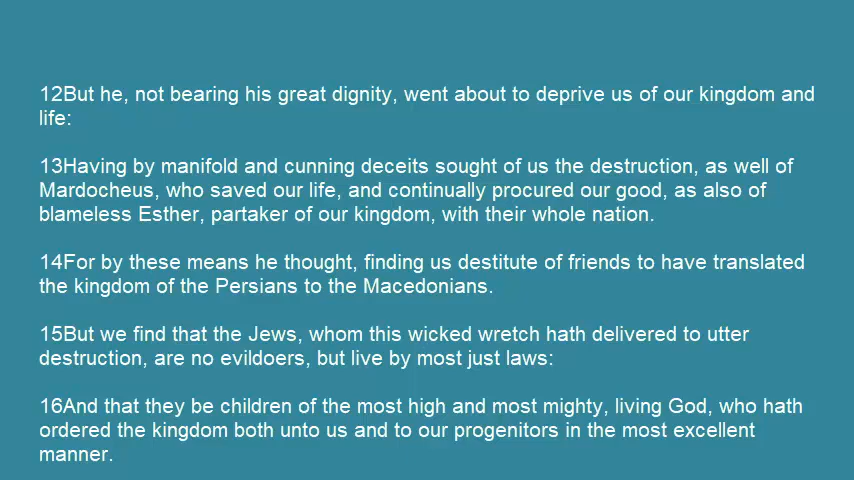 12But he, not bearing his great dignity, went about to deprive us of our kingdom and
life:
13Having by manifold and cunning deceits sought of us the destruction, as well of
Mardocheus, who saved our life, and continually procured our good, as also of
blameless Esther, partaker of our kingdom, with their whole nation.
14For by these means he thought, finding us destitute of friends to have translated
the kingdom of the Persians to the Macedonians.
15But we find that the Jews, whom this wicked wretch hath delivered to utter
destruction, are no evildoers, but live by most just laws:
16And that they be children of the most high and most mighty, living God, who hath
ordered the kingdom both unto us and to our progenitors in the most excellent
manner.